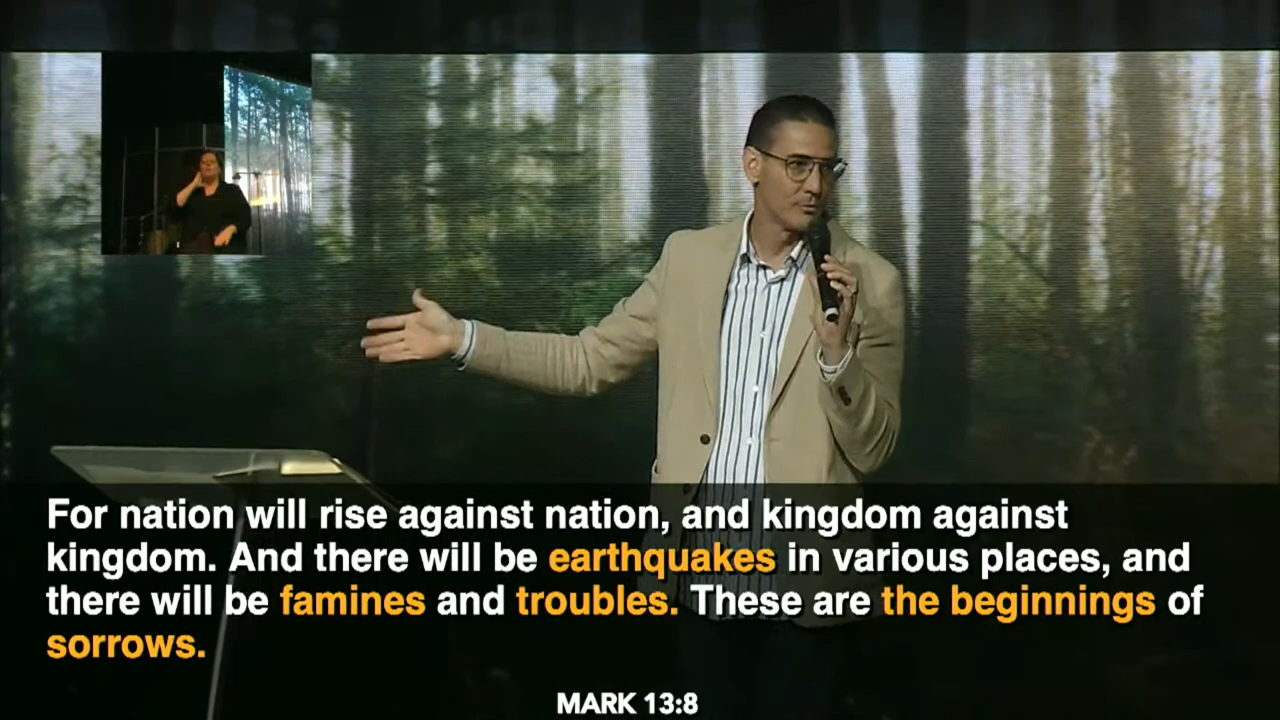 For nation will rise against nation, and kingdom against
kingdom. And there will be earthquakes in various places, and
there will be famines and troubles. These are the beginnings of
sorrows.
MARK 13:8